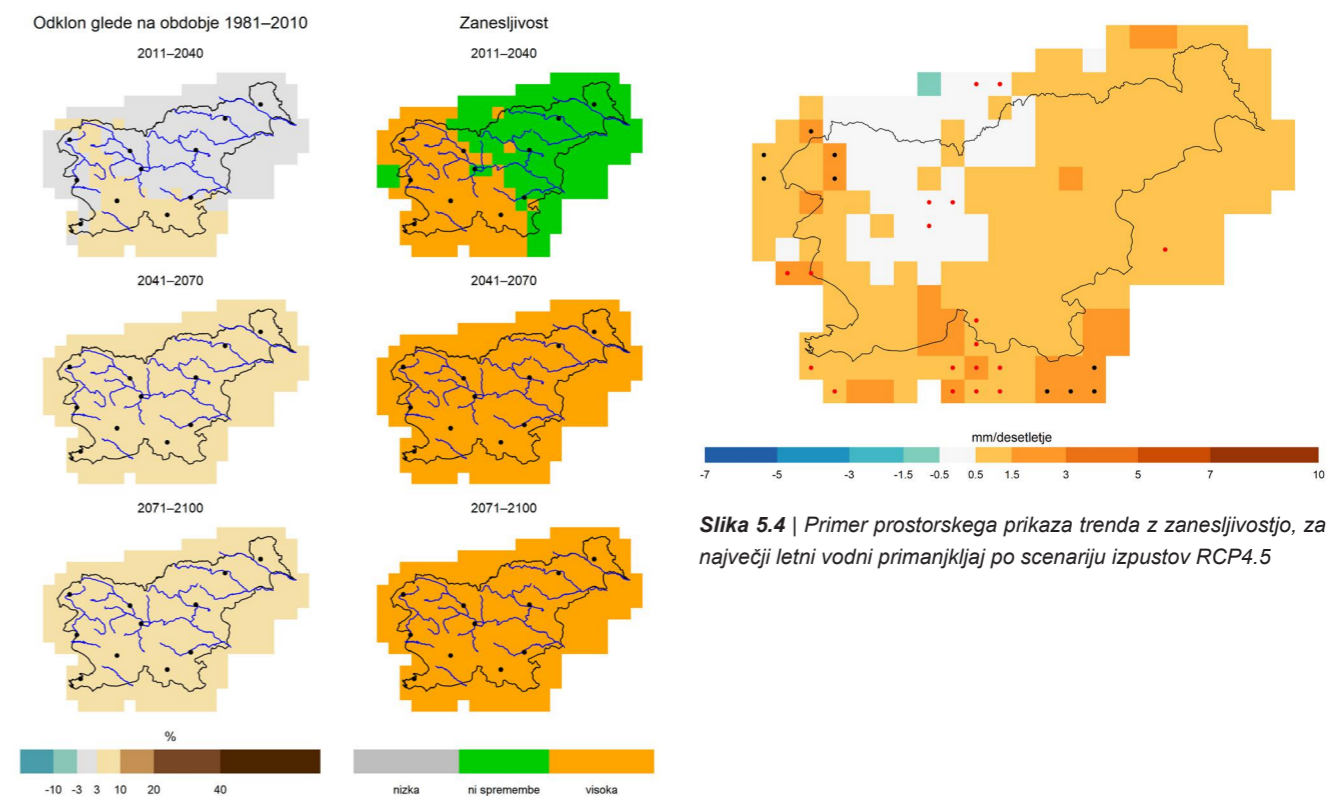 Odklon glede na obdobje 1981–2010
2011–2040
2041–2070
2071–2100
%
-10 -3 3 10 20 40
Zanesljivost
2011–2040
2041–2070
2071–2100
nizka ni spremembe visoka
mm/desetletje
-7 -5 -3 -1.5 -0.5 0.5 1.5 3 5 7 10
Slika 5.4 | Primer prostorskega prikaza trenda z zanesljivostjo, za
največji letni vodni primanjkljaj po scenariju izpustov RCP4.5